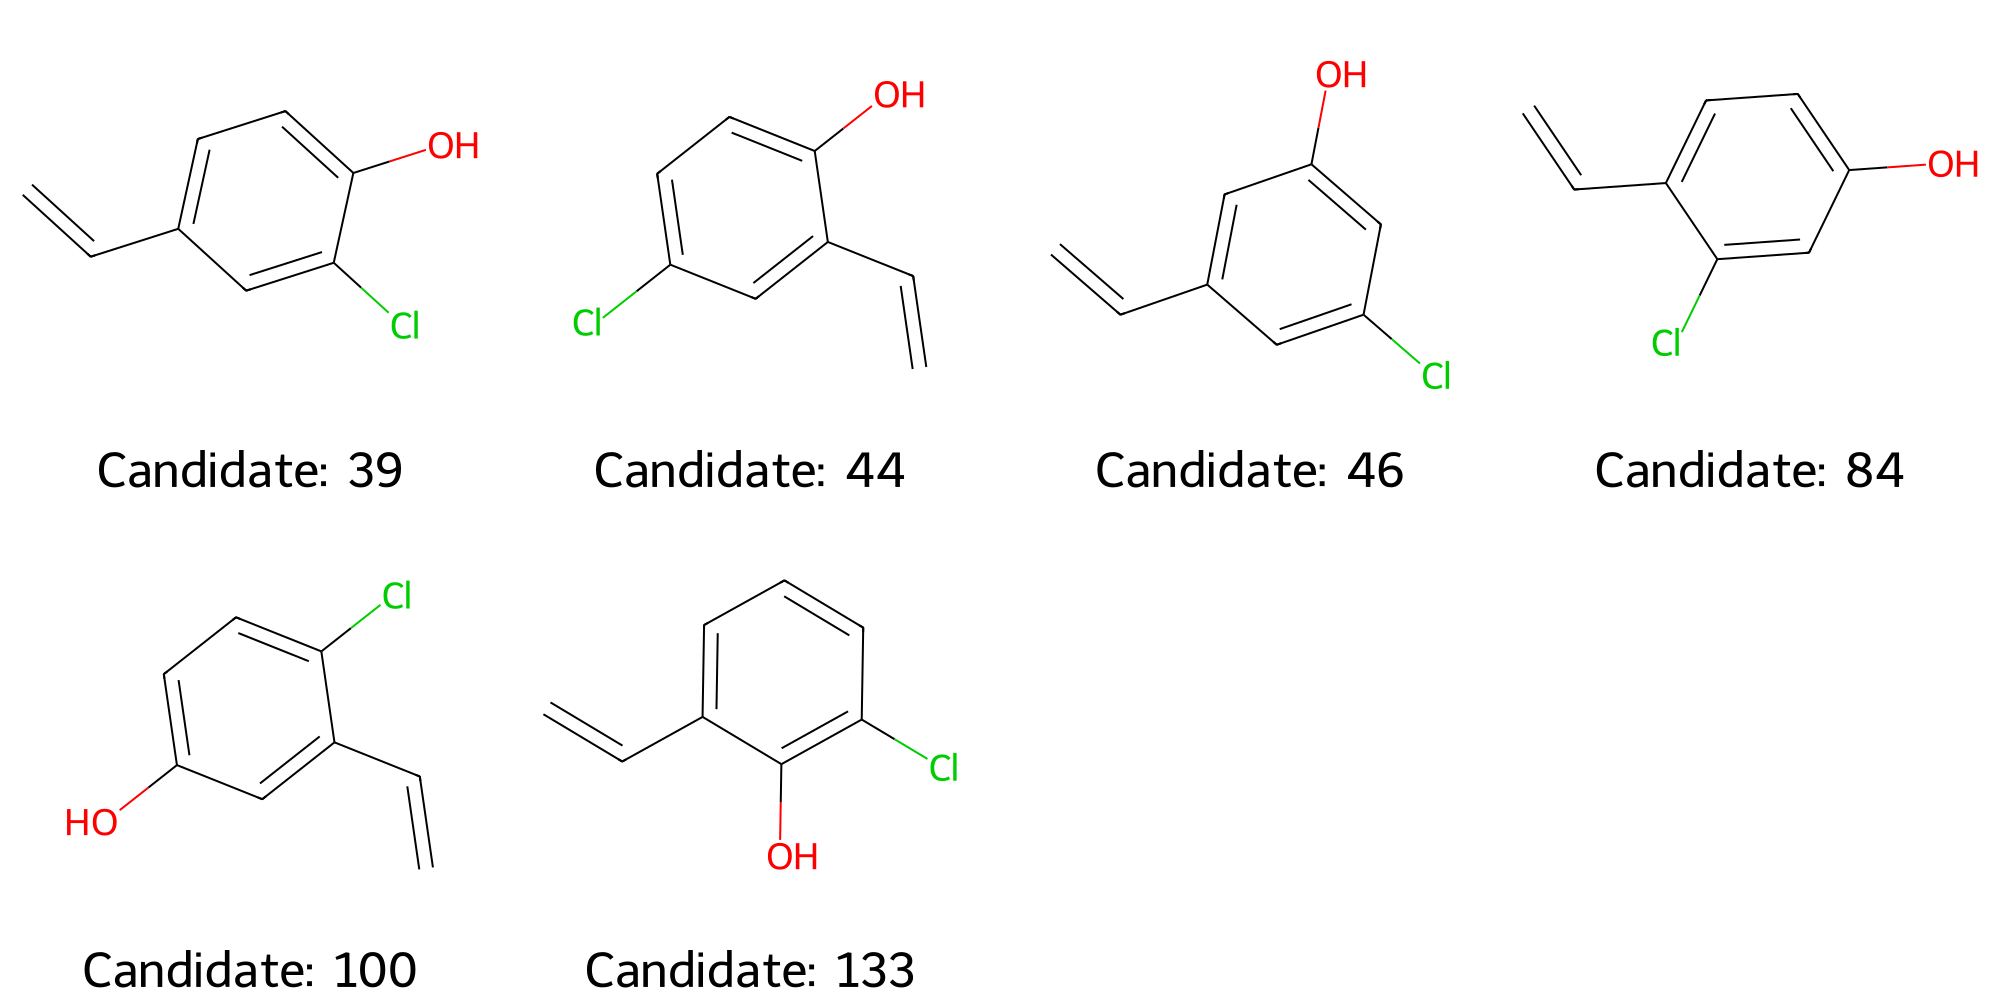 OH
Cl
Candidate: 39
OH
Cl
Candidate: 44
OH
Cl
Candidate: 46
OH
Cl
Candidate: 84
Cl
HO
Candidate: 100
Cl
OH
Candidate: 133